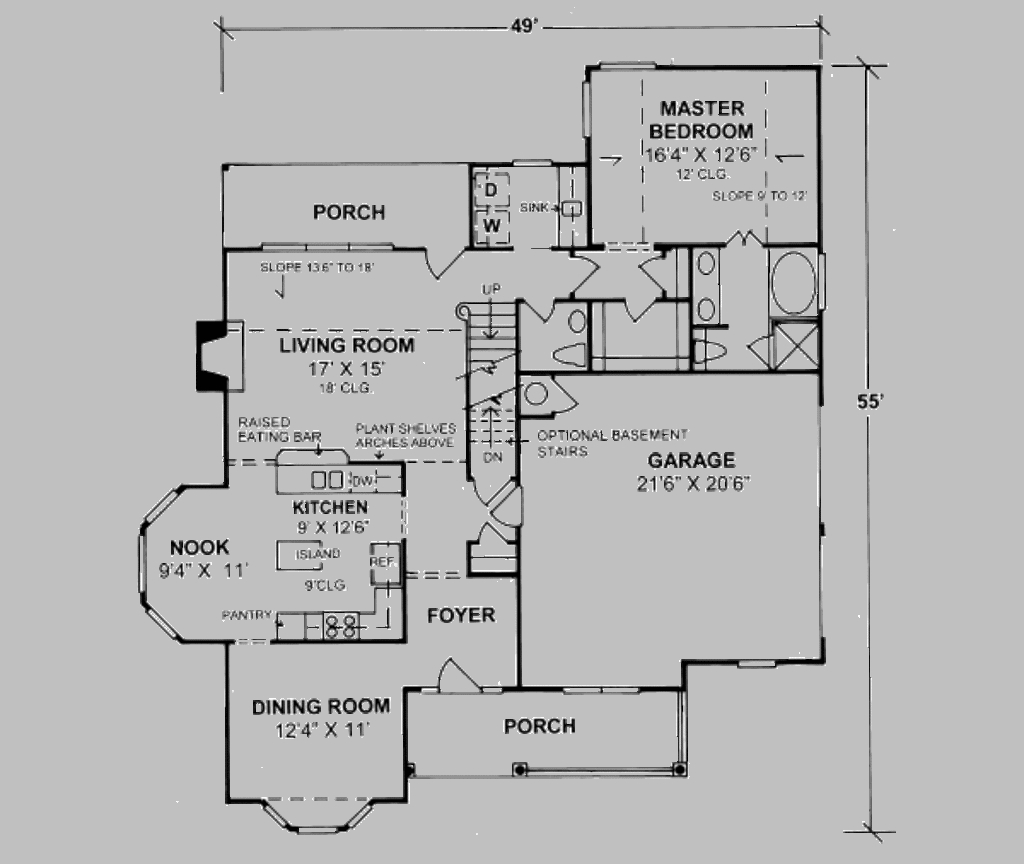 49'
MASTER
BEDROOM
16'4" X 12'6"
12' CLG.
SLOPE 9' TO 12'
PORCH
D
W
SINK
SLOPE 13'6" TO 18'
UP
LIVING ROOM
17' X 15'
18' CLG.
55'
RAISED
EATING BAR
PLANT SHELVES
ARCHES ABOVE
OPTIONAL BASEMENT
STAIRS
DN
GARAGE
21'6" X 20'6"
DW
KITCHEN
9' X 12'6"
NOOK
9'4" X 11'
ISLAND
REF.
9'CLG.
PANTRY
FOYER
DINING ROOM
12'4" X 11'
PORCH